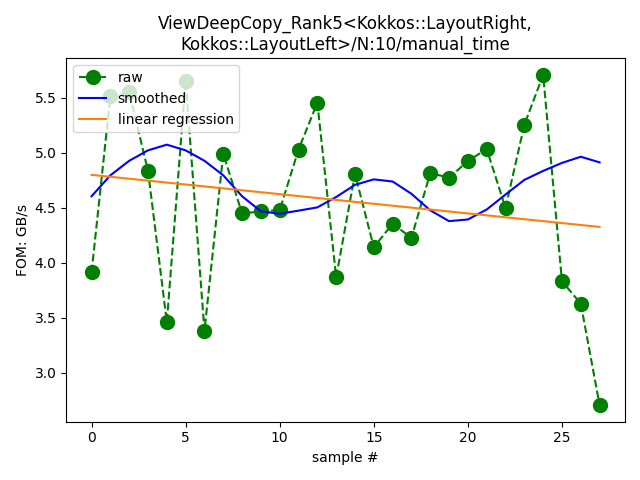 ViewDeepCopy_Rank5<Kokkos::LayoutRight,
Kokkos::LayoutLeft>/N:10/manual_time
raw
smoothed
linear regression
FOM: GB/s
5.5
5.0
4.5
4.0
3.5
3.0
0 5 10 15 20 25
sample #